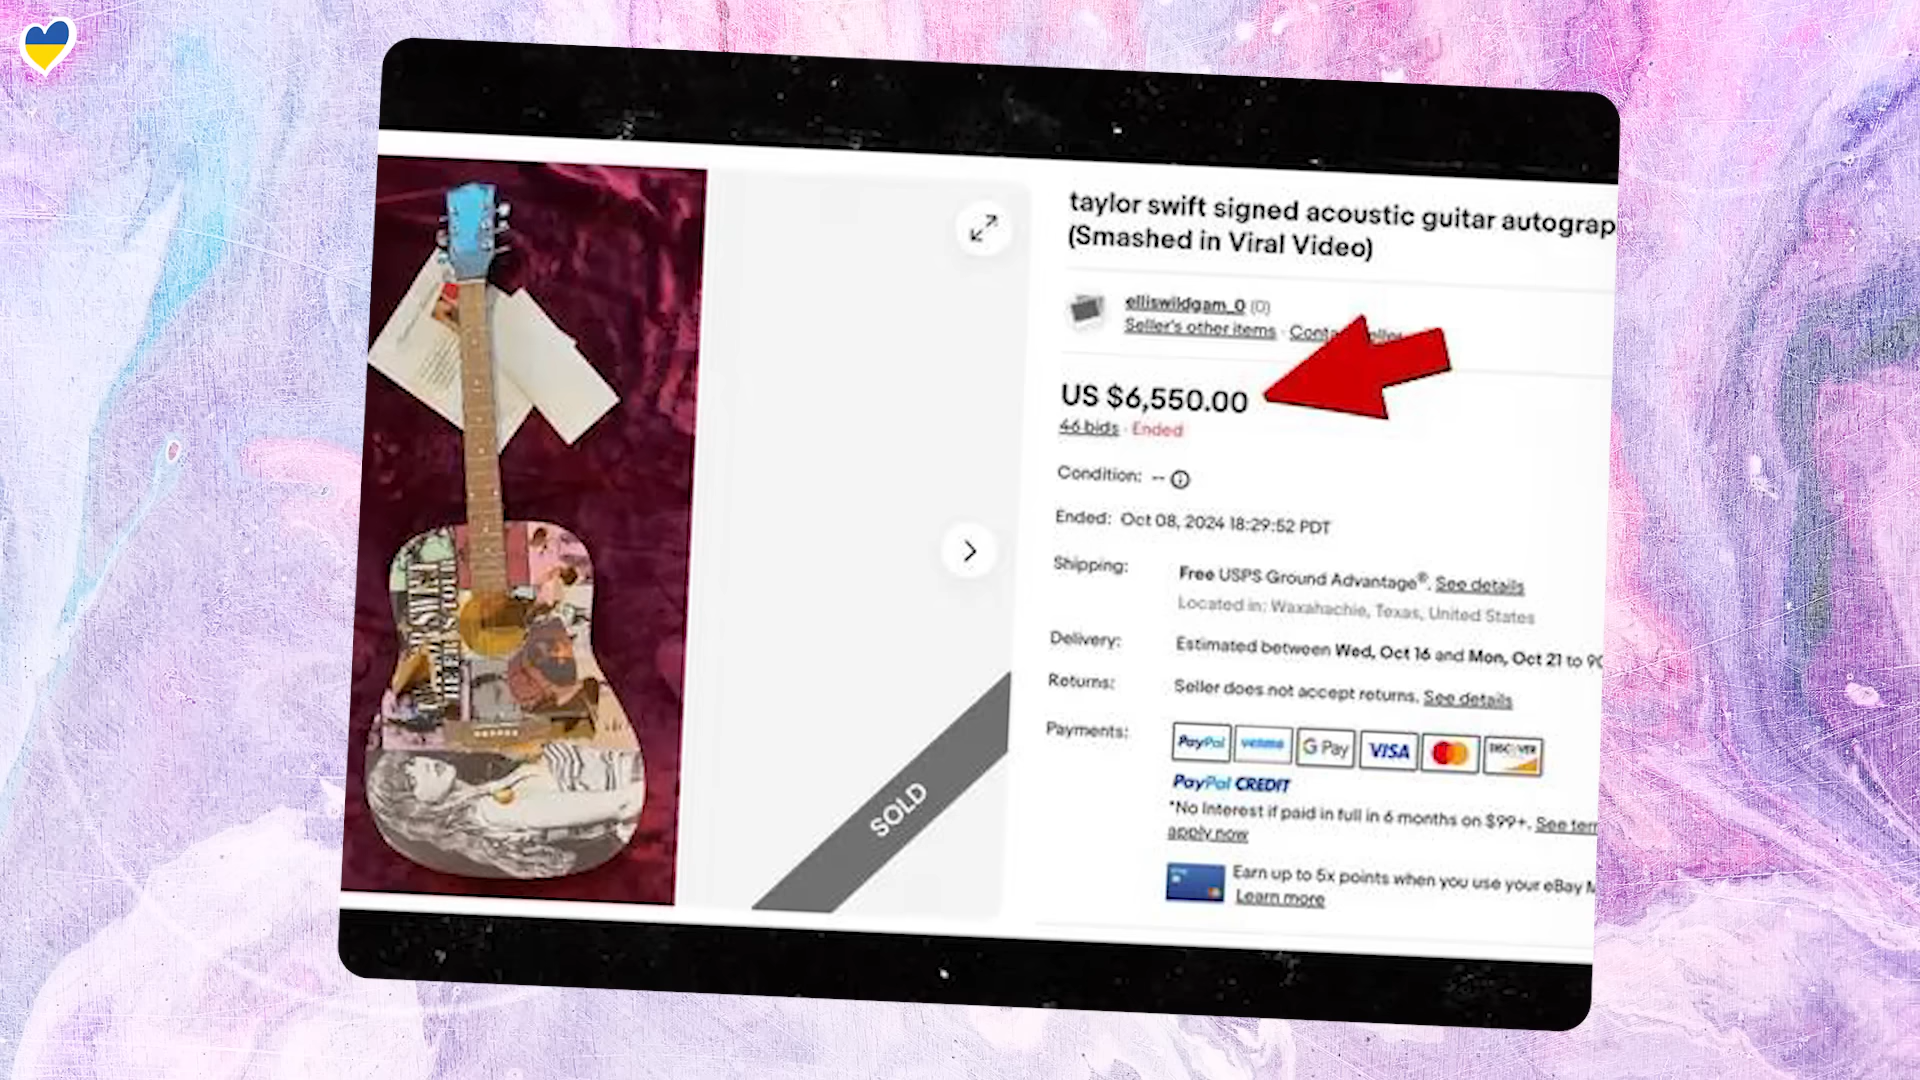 taylor swift signed acoustic guitar autograp
(Smashed in Viral Video)
elliswildgam_0 (0)
Seller's other items · Conta
US $6,550.00
46 bids · Ended
Condition: --
Ended: Oct 08, 2024 18:29:52 PDT
Shipping: Free USPS Ground Advantage®. See details
Located in: Waxahachie, Texas, United States
Delivery: Estimated between Wed, Oct 16 and Mon, Oct 21 to 90
Returns: Seller does not accept returns. See details
Payments: PayPal venmo G Pay VISA DISCOVER
PayPal CREDIT
*No Interest if paid in full in 6 months on $99+. See ter
apply now
Earn up to 5x points when you use your eBay M
Learn more
SOLD